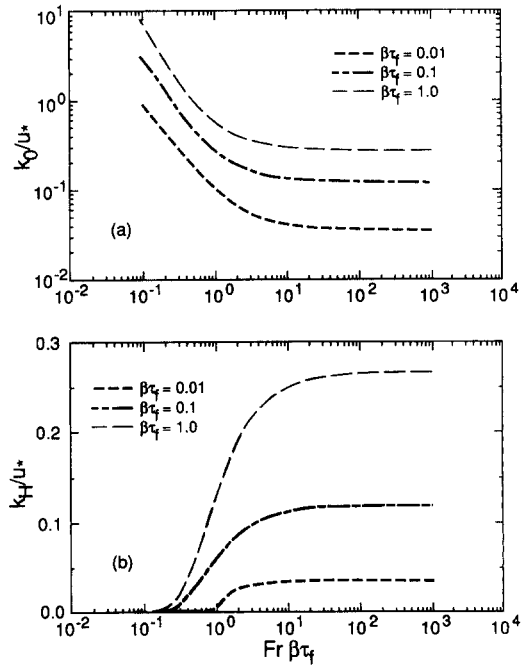 10¹
10⁰
10⁻¹
10⁻²
k₀/u*
βτf = 0.01
βτf = 0.1
βτf = 1.0
(a)
10⁻² 10⁻¹ 10⁰ 10¹ 10² 10³ 10⁴
0.3
0.2
0.1
0.0
kH/u*
βτf = 0.01
βτf = 0.1
βτf = 1.0
(b)
10⁻² 10⁻¹ 10⁰ 10¹ 10² 10³ 10⁴
Fr βτf